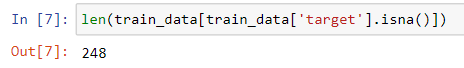 In [7]: len(train_data[train_data['target'].isna()])
Out[7]: 248